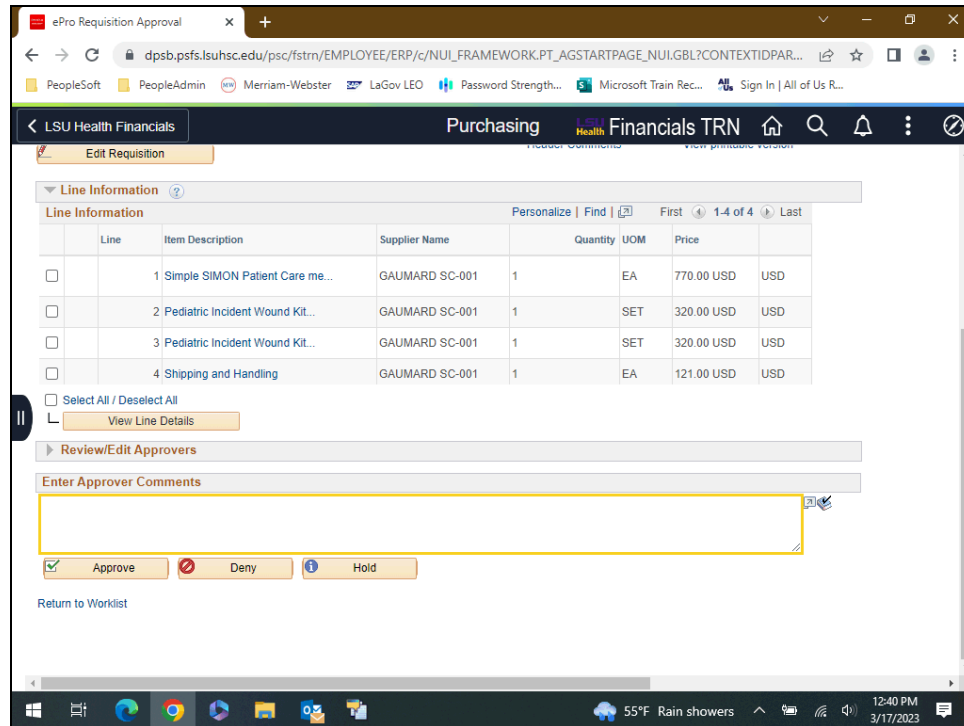 ePro Requisition Approval
dpsb.psfs.lsuhsc.edu/psc/fstrn/EMPLOYEE/ERP/c/NUI_FRAMEWORK.PT_AGSTARTPAGE_NUI.GBL?CONTEXTIDPAR...
PeopleSoft PeopleAdmin Merriam-Webster LaGov LEO Password Strength... Microsoft Train Rec... Sign In | All of Us R...
LSU Health Financials Purchasing LSU Health Financials TRN
Edit Requisition Header Comments View printable version
Line Information
Line Information Personalize | Find | First 1-4 of 4 Last
Line Item Description Supplier Name Quantity UOM Price
1 Simple SIMON Patient Care me... GAUMARD SC-001 1 EA 770.00 USD USD
2 Pediatric Incident Wound Kit... GAUMARD SC-001 1 SET 320.00 USD USD
3 Pediatric Incident Wound Kit... GAUMARD SC-001 1 SET 320.00 USD USD
4 Shipping and Handling GAUMARD SC-001 1 EA 121.00 USD USD
Select All / Deselect All
View Line Details
Review/Edit Approvers
Enter Approver Comments
Approve Deny Hold
Return to Worklist
55°F Rain showers 12:40 PM
3/17/2023